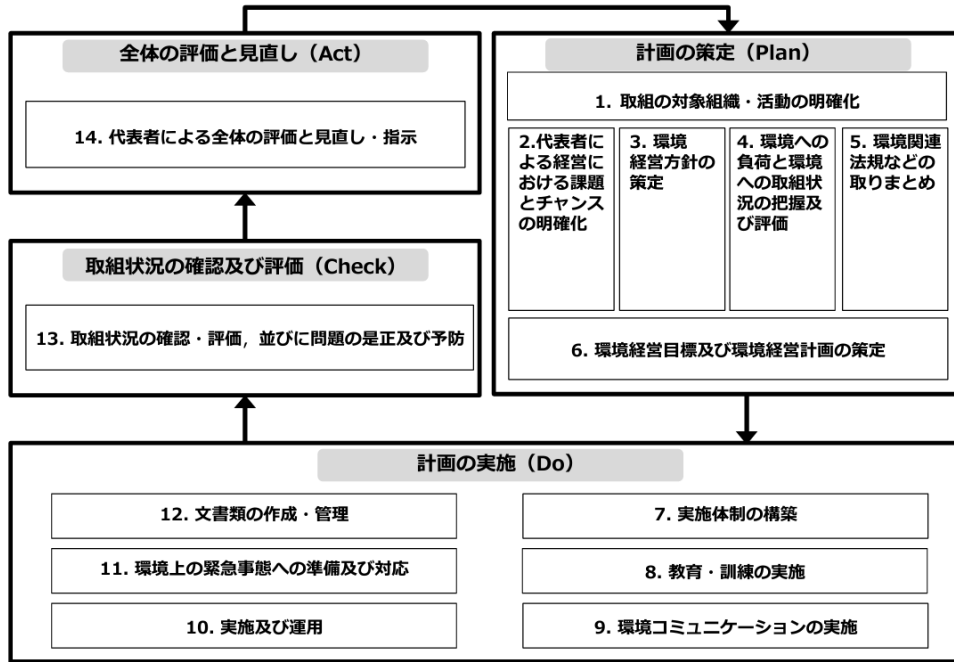 全体の評価と見直し（Act）
14. 代表者による全体の評価と見直し・指示
計画の策定（Plan）
1. 取組の対象組織・活動の明確化
2.代表者
による経営に
おける課題
とチャンス
の明確化
3. 環境
経営方針の
策定
4. 環境への
負荷と環境
への取組状
況の把握及
び評価
5. 環境関連
法規などの
取りまとめ
6. 環境経営目標及び環境経営計画の策定
取組状況の確認及び評価（Check）
13. 取組状況の確認・評価，並びに問題の是正及び予防
計画の実施（Do）
12. 文書類の作成・管理
11. 環境上の緊急事態への準備及び対応
10. 実施及び運用
7. 実施体制の構築
8. 教育・訓練の実施
9. 環境コミュニケーションの実施